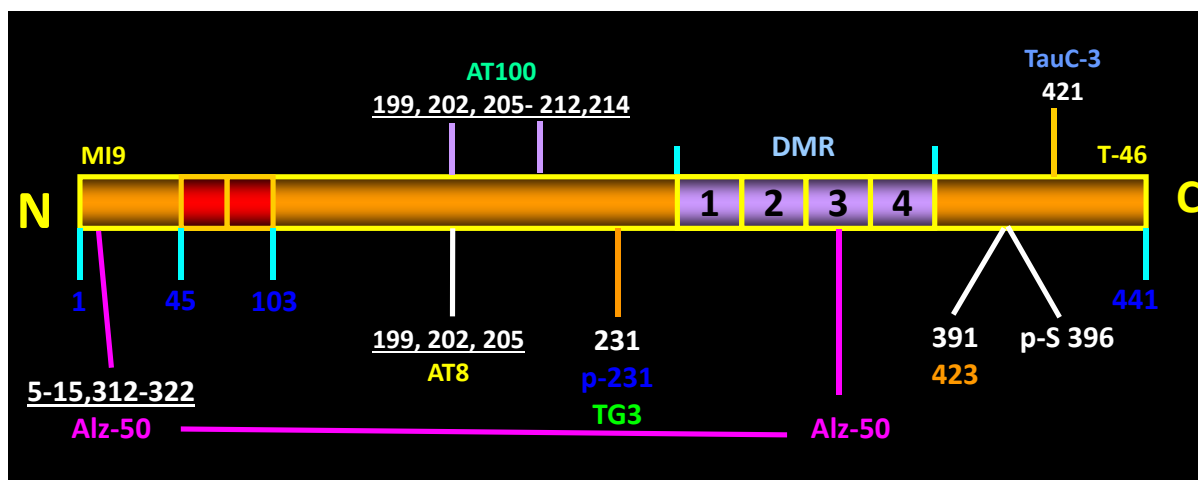 AT100
199, 202, 205- 212,214
TauC-3
421
MI9
DMR
T-46
N
1 2 3 4
C
1
45
103
441
5-15,312-322
Alz-50
199, 202, 205
AT8
231
p-231
TG3
Alz-50
391
423
p-S 396